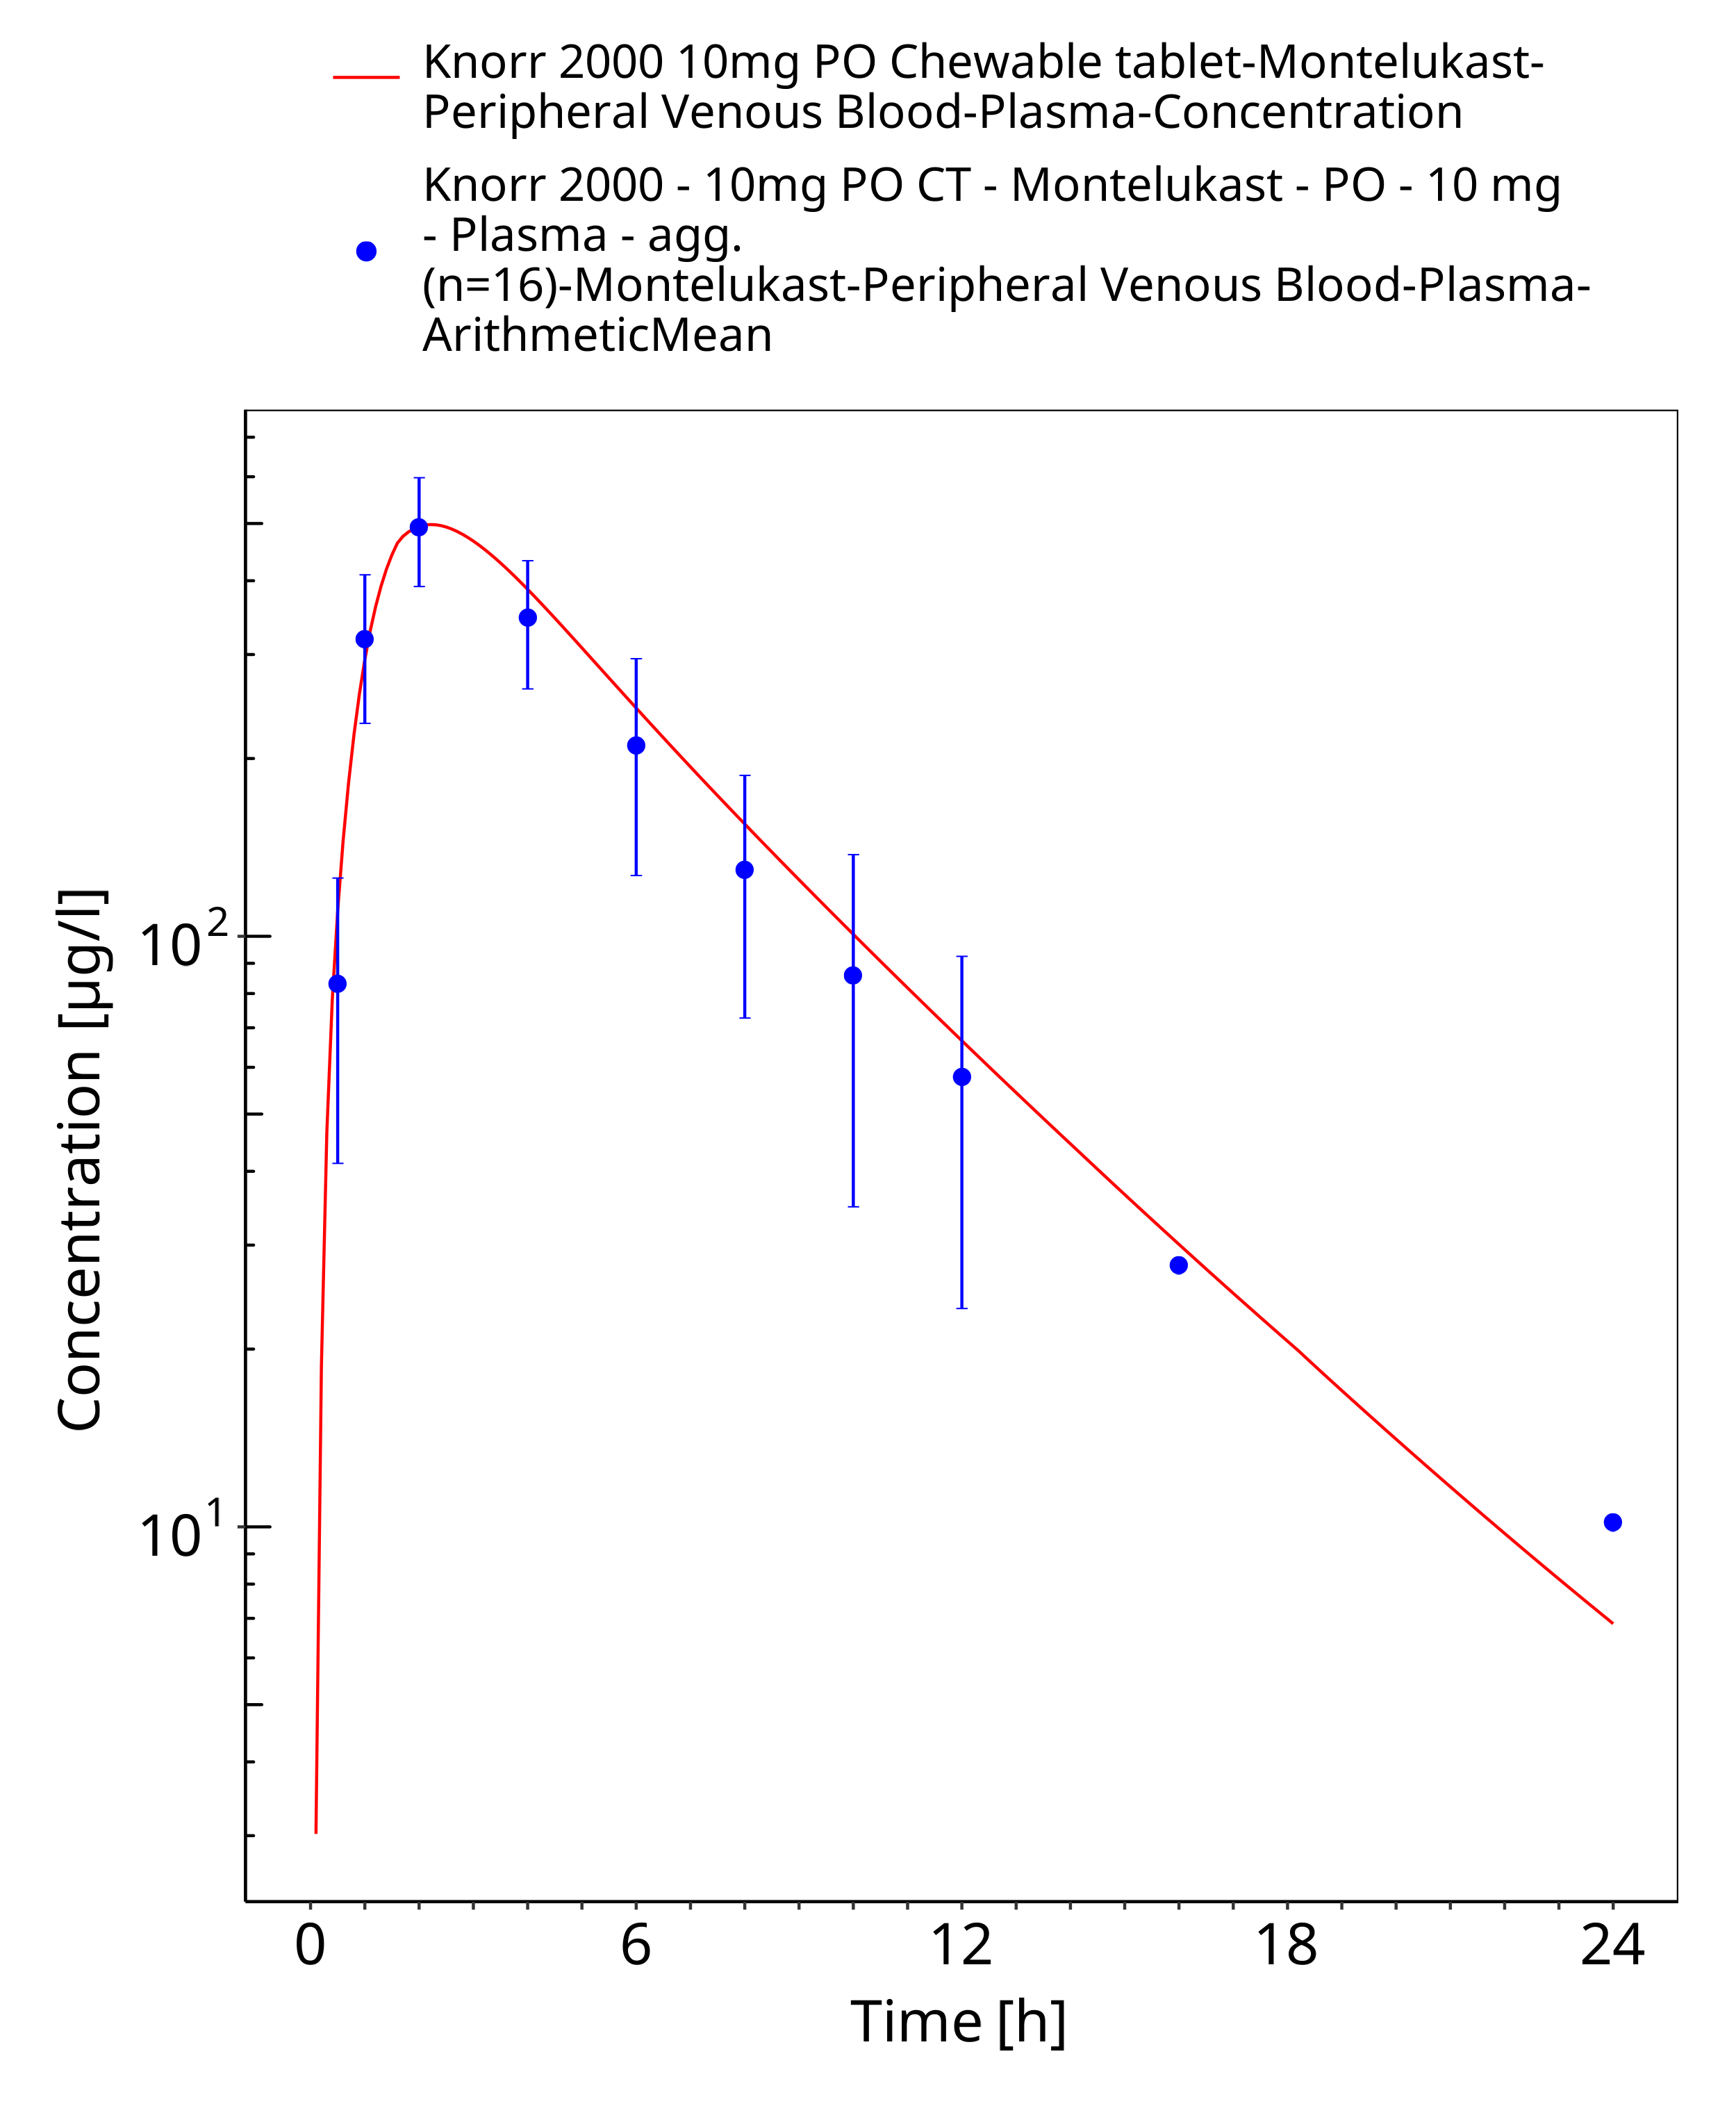 Knorr 2000 10mg PO Chewable tablet-Montelukast-
Peripheral Venous Blood-Plasma-Concentration
Knorr 2000 - 10mg PO CT - Montelukast - PO - 10 mg
- Plasma - agg.
(n=16)-Montelukast-Peripheral Venous Blood-Plasma-
ArithmeticMean
Concentration [µg/l]
10²
10¹
0 6 12 18 24
Time [h]